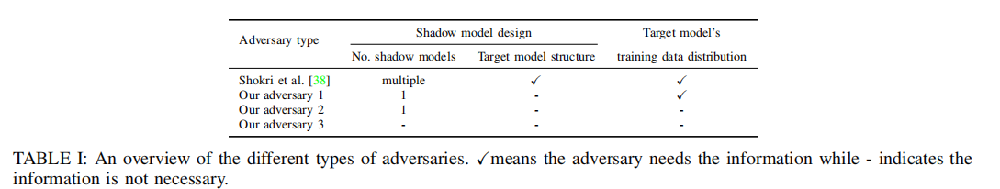 Adversary type Shadow model design Target model's
No. shadow models Target model structure training data distribution
Shokri et al. [38] multiple ✓ ✓
Our adversary 1 1 - ✓
Our adversary 2 1 - -
Our adversary 3 - - -
TABLE I: An overview of the different types of adversaries. ✓means the adversary needs the information while - indicates the
information is not necessary.